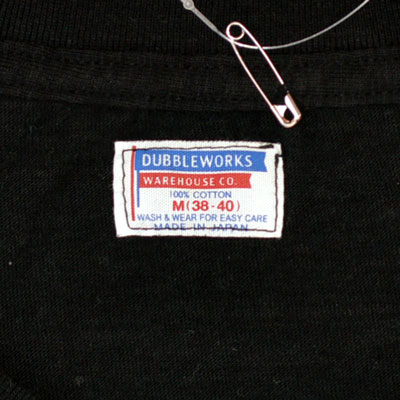 DUBBLEWORKS
WAREHOUSE CO.
100% COTTON
M(38-40)
WASH & WEAR FOR EASY CARE
MADE IN JAPAN